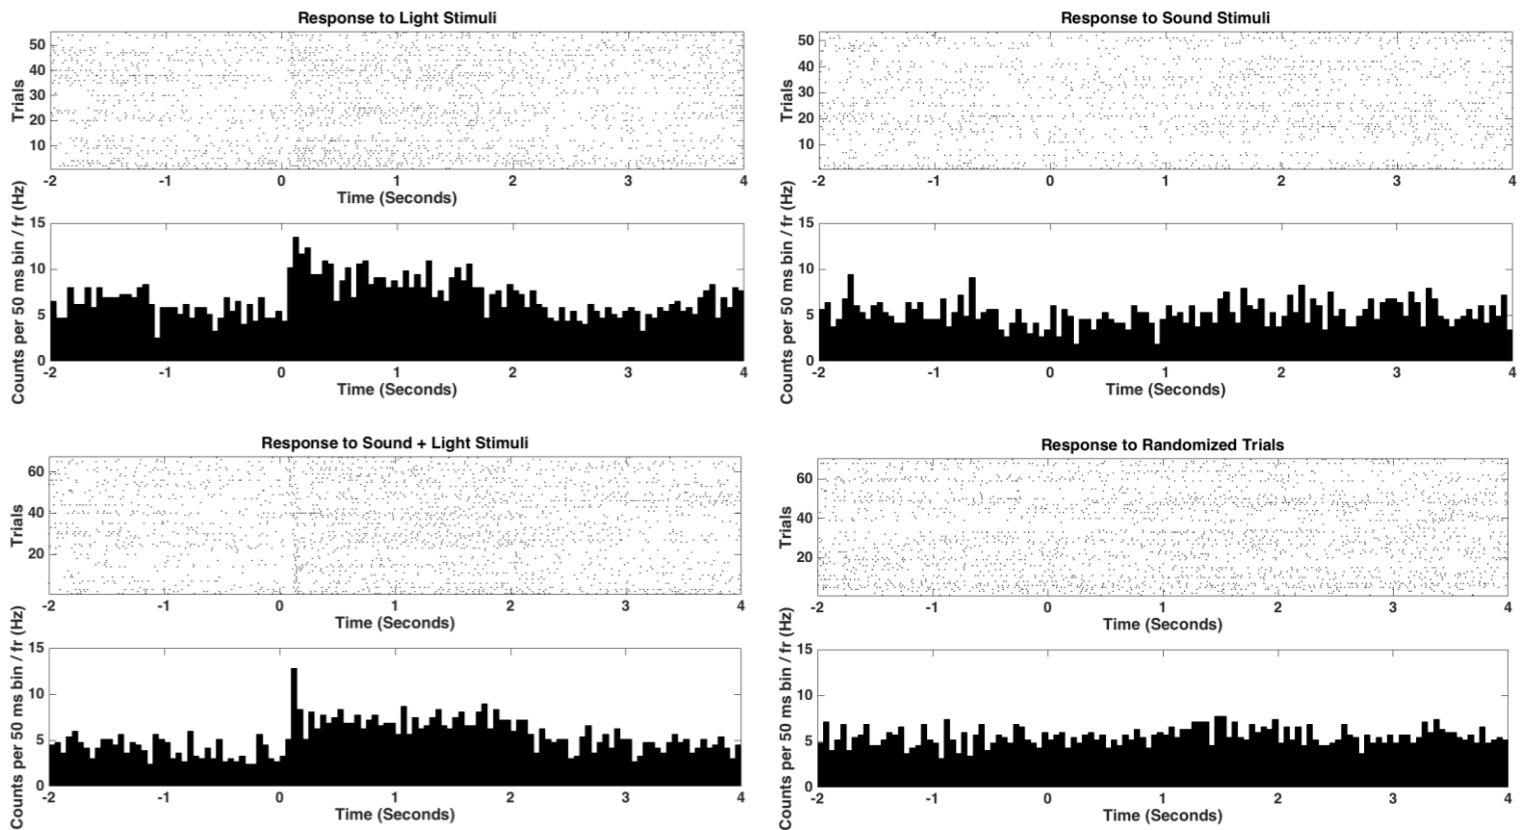 Response to Light Stimuli
Trials
50
40
30
20
10
-2 -1 0 1 2 3 4
Time (Seconds)
Counts per 50 ms bin / fr (Hz)
15
10
5
0
-2 -1 0 1 2 3 4
Time (Seconds)
Response to Sound Stimuli
Trials
50
40
30
20
10
-2 -1 0 1 2 3 4
Time (Seconds)
Counts per 50 ms bin / fr (Hz)
15
10
5
0
-2 -1 0 1 2 3 4
Time (Seconds)
Response to Sound + Light Stimuli
Trials
60
40
20
-2 -1 0 1 2 3 4
Time (Seconds)
Counts per 50 ms bin / fr (Hz)
15
10
5
0
-2 -1 0 1 2 3 4
Time (Seconds)
Response to Randomized Trials
Trials
60
40
20
-2 -1 0 1 2 3 4
Time (Seconds)
Counts per 50 ms bin / fr (Hz)
15
10
5
0
-2 -1 0 1 2 3 4
Time (Seconds)